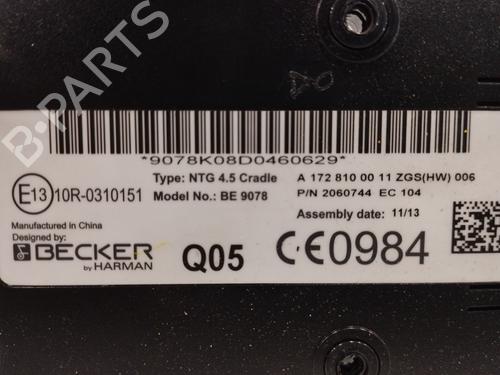 B-PARTS
*9078K08D0460629*
E13 10R-0310151
Type: NTG 4.5 Cradle
Model No.: BE 9078
A 172 810 00 11 ZGS(HW) 006
P/N 2060744 EC 104
Assembly date: 11/13
Manufactured in China
Designed by:
BECKER
by HARMAN
Q05
CE0984